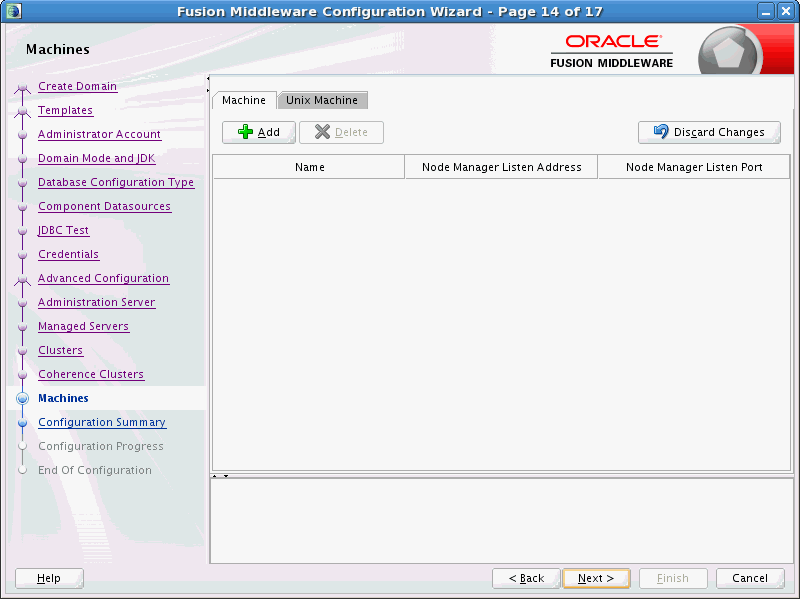 Fusion Middleware Configuration Wizard - Page 14 of 17
Machines
ORACLE
FUSION MIDDLEWARE
Create Domain
Templates
Administrator Account
Domain Mode and JDK
Database Configuration Type
Component Datasources
JDBC Test
Credentials
Advanced Configuration
Administration Server
Managed Servers
Clusters
Coherence Clusters
Machines
Configuration Summary
Configuration Progress
End Of Configuration
Machine Unix Machine
Add Delete Discard Changes
Name Node Manager Listen Address Node Manager Listen Port
Help < Back Next > Finish Cancel